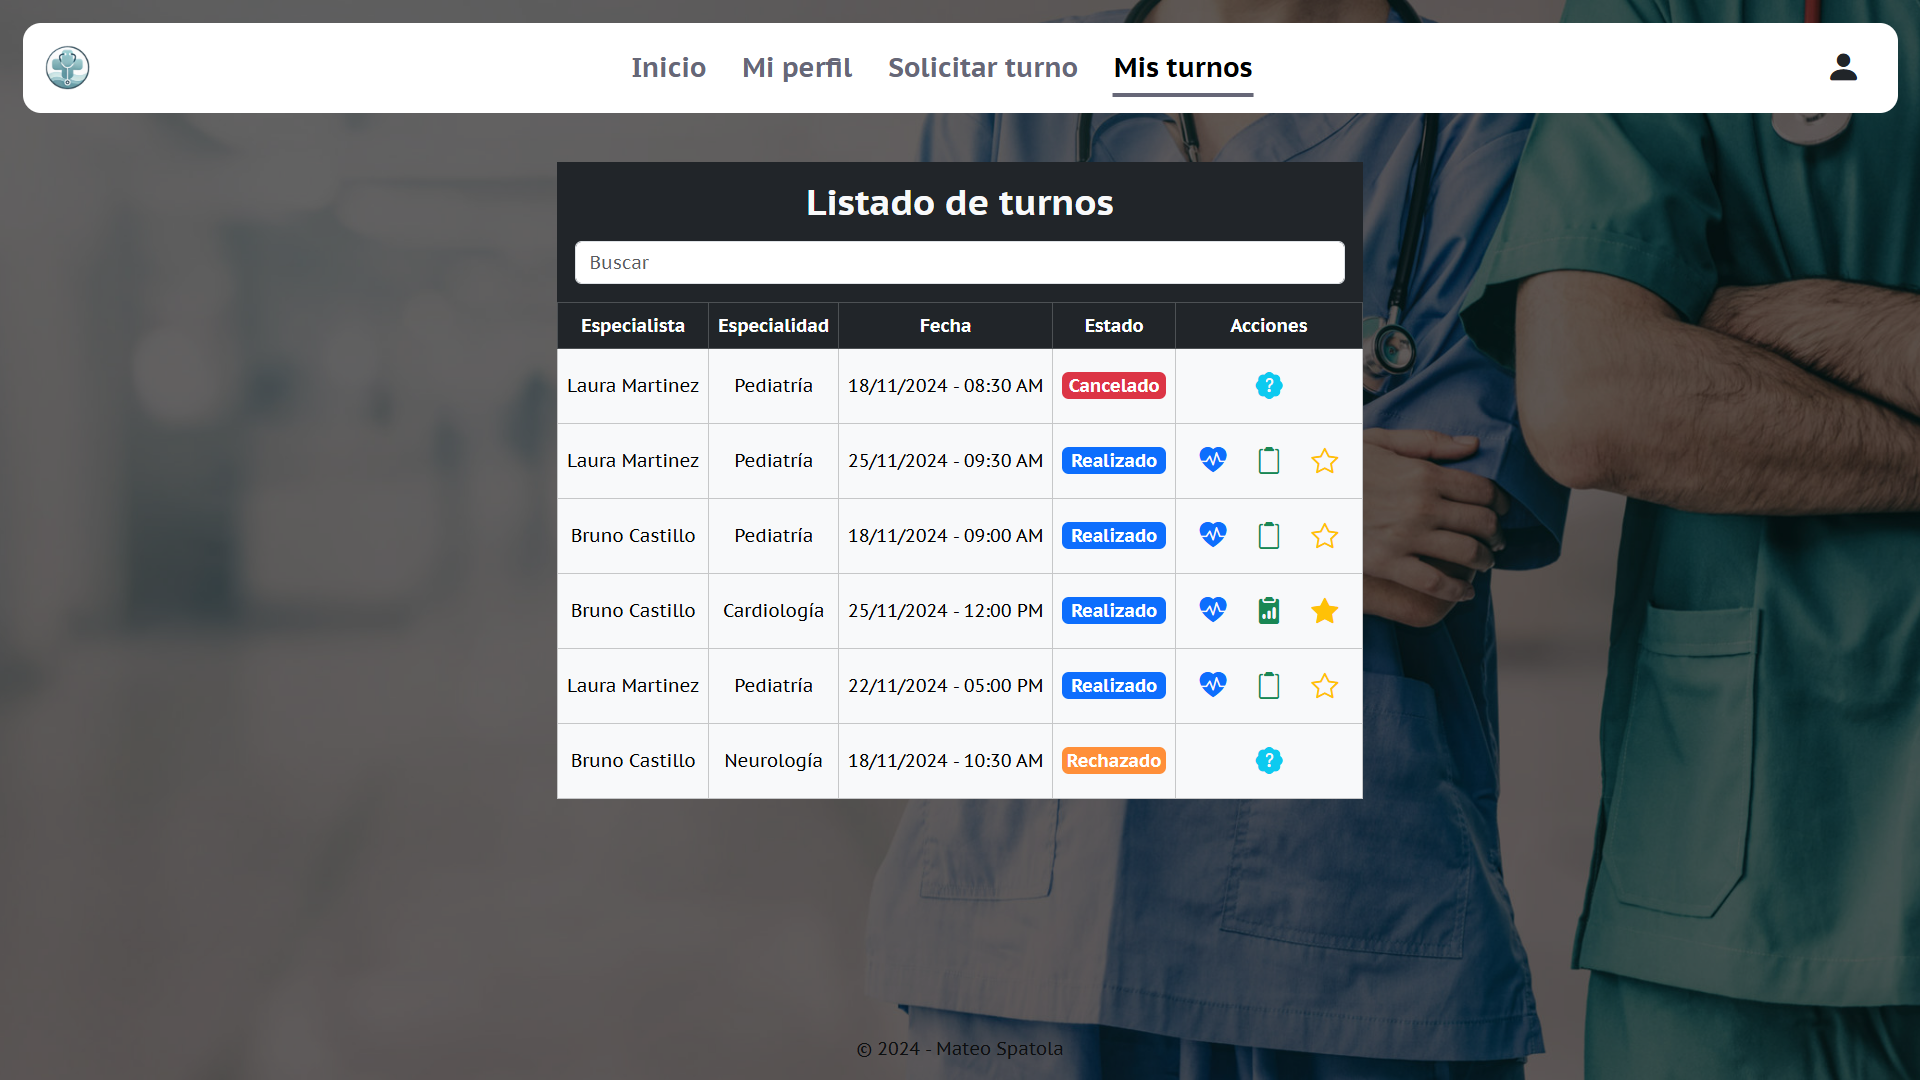 Inicio Mi perfil Solicitar turno Mis turnos
Listado de turnos
Buscar
Especialista Especialidad Fecha Estado Acciones
Laura Martinez Pediatría 18/11/2024 - 08:30 AM Cancelado ?
Laura Martinez Pediatría 25/11/2024 - 09:30 AM Realizado
Bruno Castillo Pediatría 18/11/2024 - 09:00 AM Realizado
Bruno Castillo Cardiología 25/11/2024 - 12:00 PM Realizado
Laura Martinez Pediatría 22/11/2024 - 05:00 PM Realizado
Bruno Castillo Neurología 18/11/2024 - 10:30 AM Rechazado ?
© 2024 - Mateo Spatola